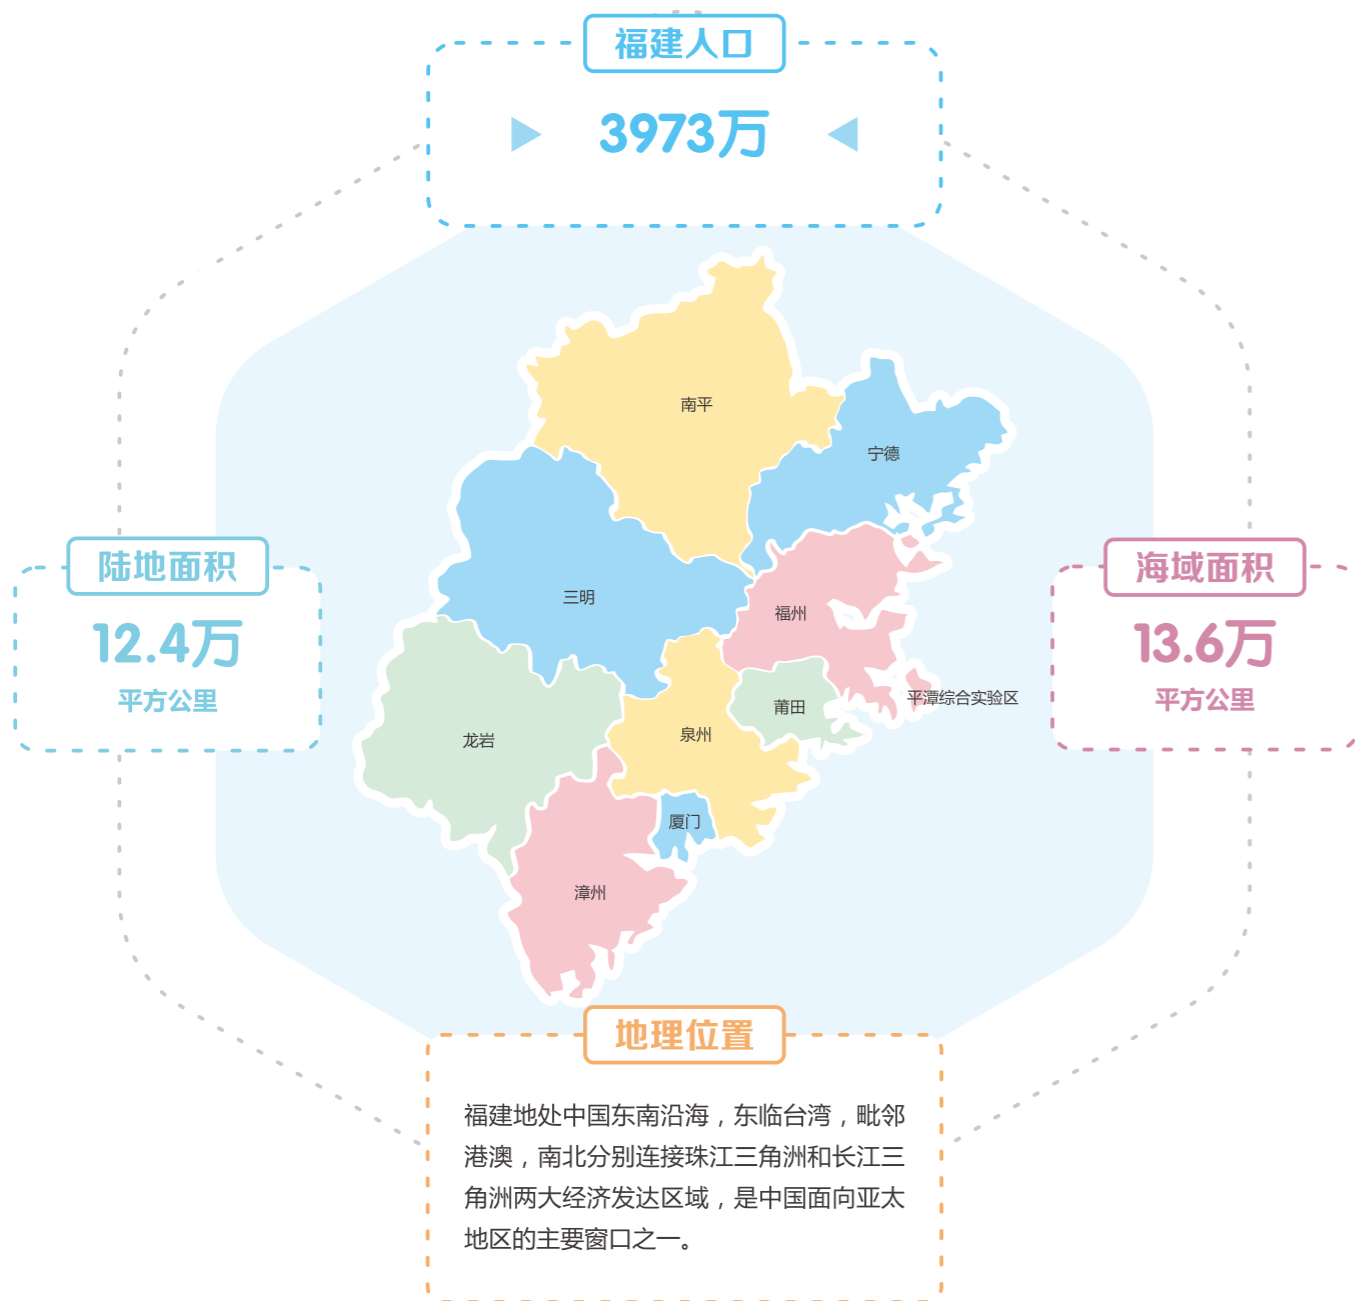 福建人口
3973万
南平
宁德
陆地面积
12.4万
平方公里
海域面积
13.6万
平方公里
三明
福州
平潭综合实验区
莆田
泉州
龙岩
厦门
漳州
地理位置
福建地处中国东南沿海，东临台湾，毗邻
港澳，南北分别连接珠江三角洲和长江三
角洲两大经济发达区域，是中国面向亚太
地区的主要窗口之一。